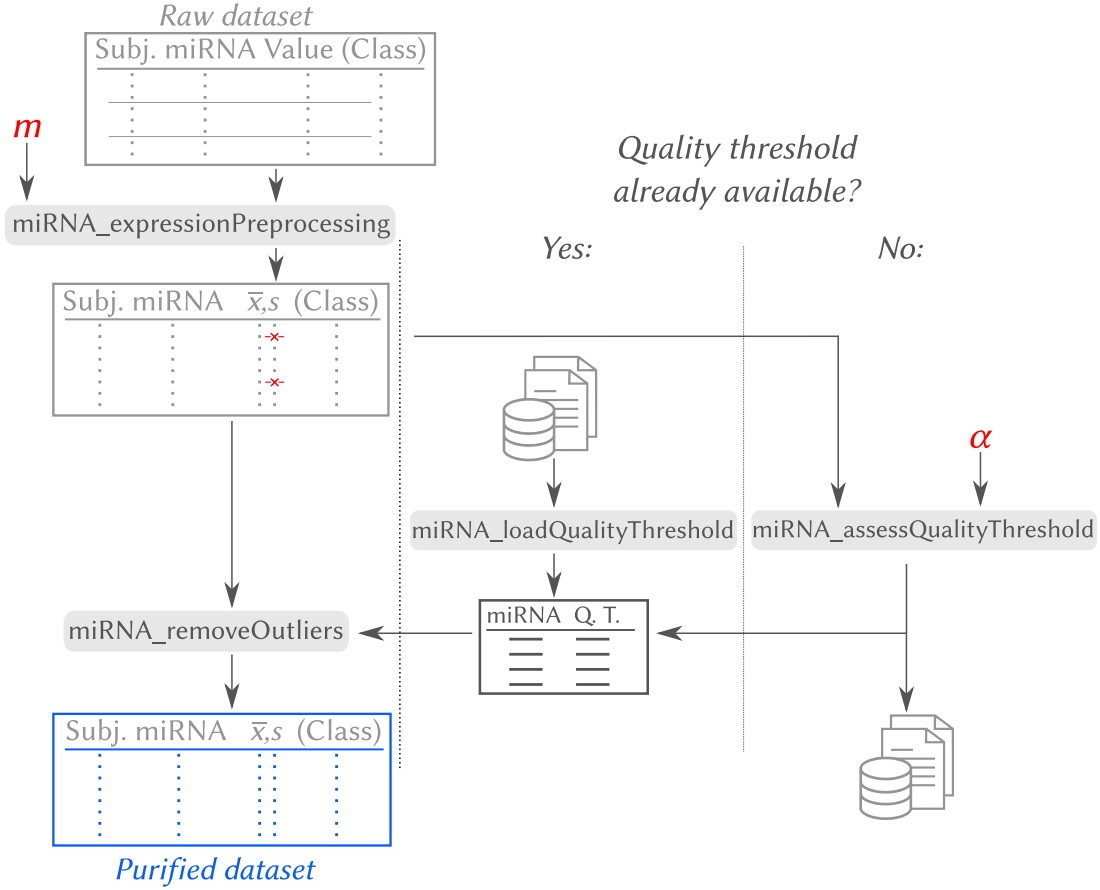 Raw dataset
Subj. miRNA Value (Class)
m
miRNA_expressionPreprocessing
Subj. miRNA x̅,s (Class)
Quality threshold
already available?
Yes:
No:
α
miRNA_loadQualityThreshold
miRNA_assessQualityThreshold
miRNA Q. T.
miRNA_removeOutliers
Subj. miRNA x̅,s (Class)
Purified dataset